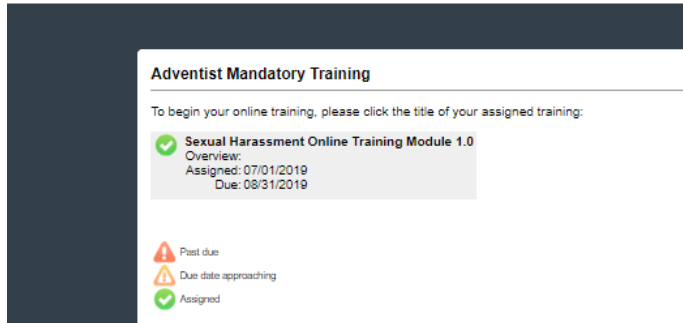 Adventist Mandatory Training
To begin your online training, please click the title of your assigned training:
Sexual Harassment Online Training Module 1.0
Overview:
Assigned: 07/01/2019
Due: 08/31/2019
Past due
Due date approaching
Assigned